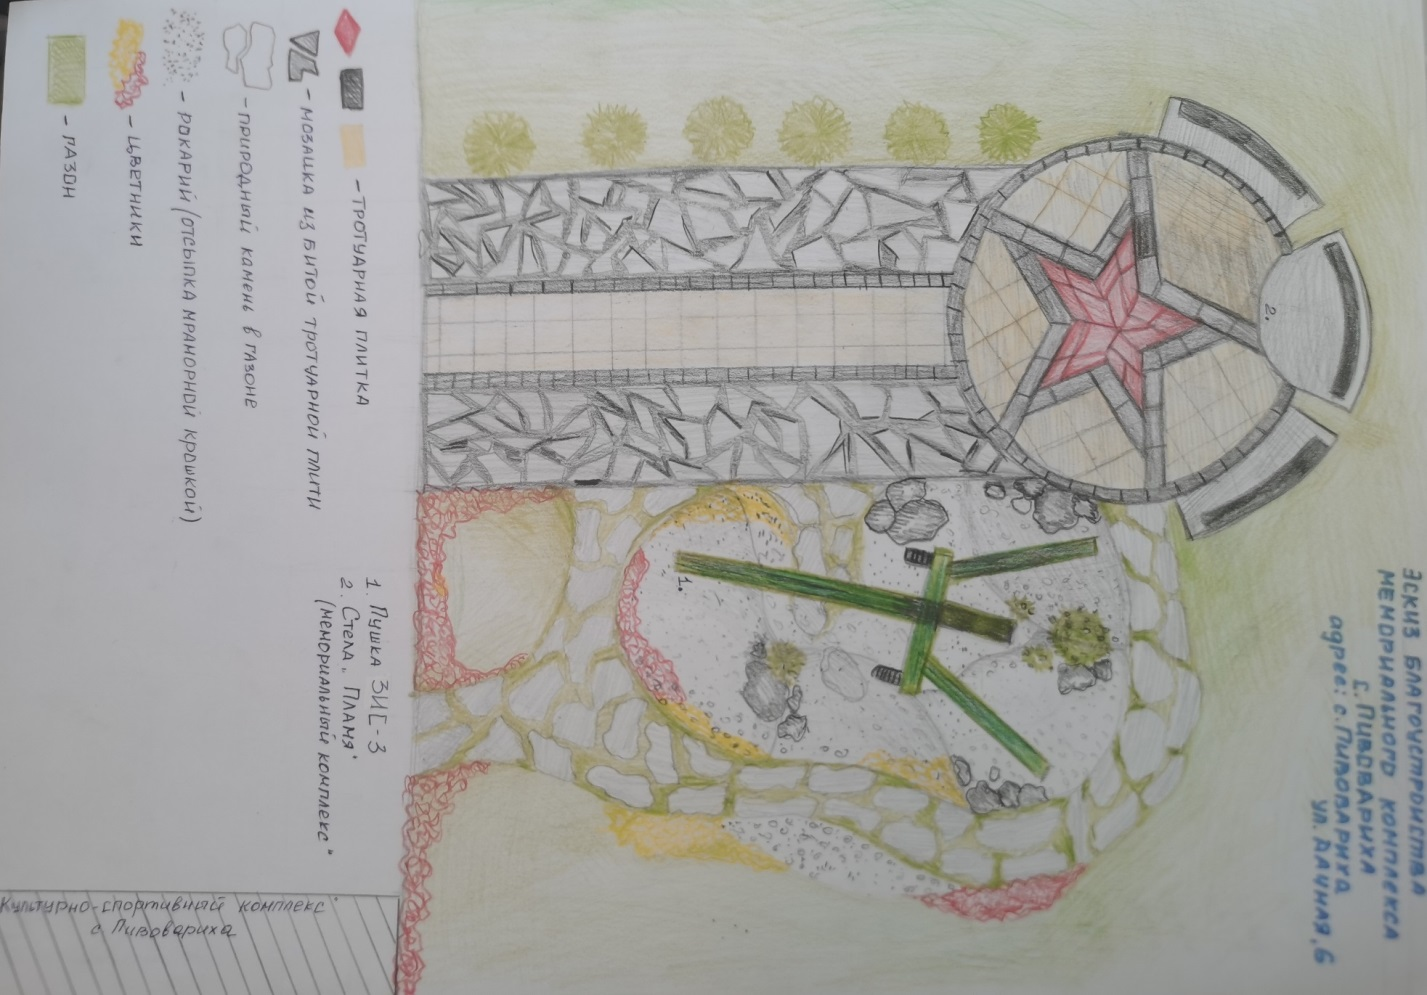 ЭСКИЗ БЛАГОУСТРОЙСТВА
МЕМОРИАЛЬНОГО КОМПЛЕКСА
с. ПИВОВАРИХА
адрес: с. Пивовариха
ул. ДАЧНАЯ, 6
2.
1.
1. Пушка ЗИС-3
2. Стела „Пламя"
(мемориальный комплекс"
- тротуарная плитка
- мозаика из битой тротуарной плиты
- природный камень в газоне
- рокарий (отсыпка мраморной крошкой)
- цветники
- газон
Культурно-спортивный комплекс"
с. Пивовариха